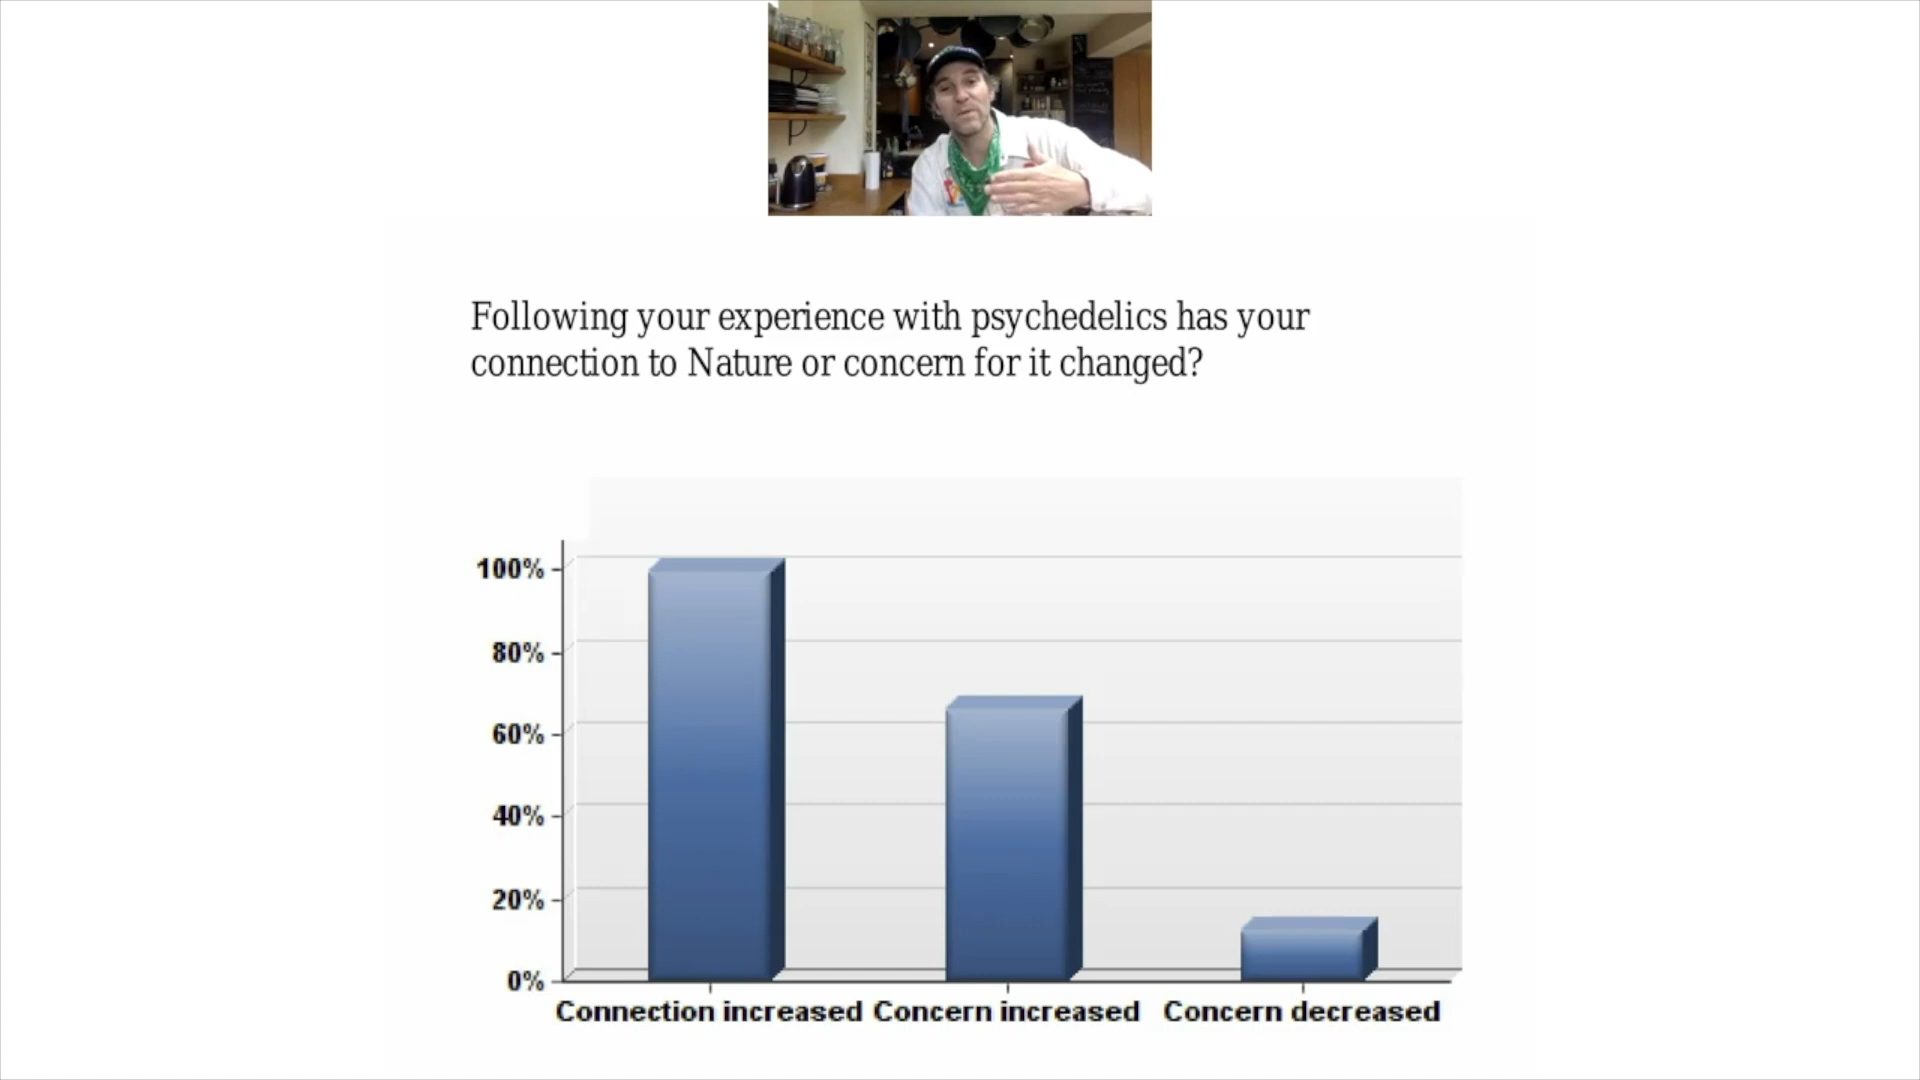 Following your experience with psychedelics has your
connection to Nature or concern for it changed?
100%
80%
60%
40%
20%
0%
Connection increased
Concern increased
Concern decreased